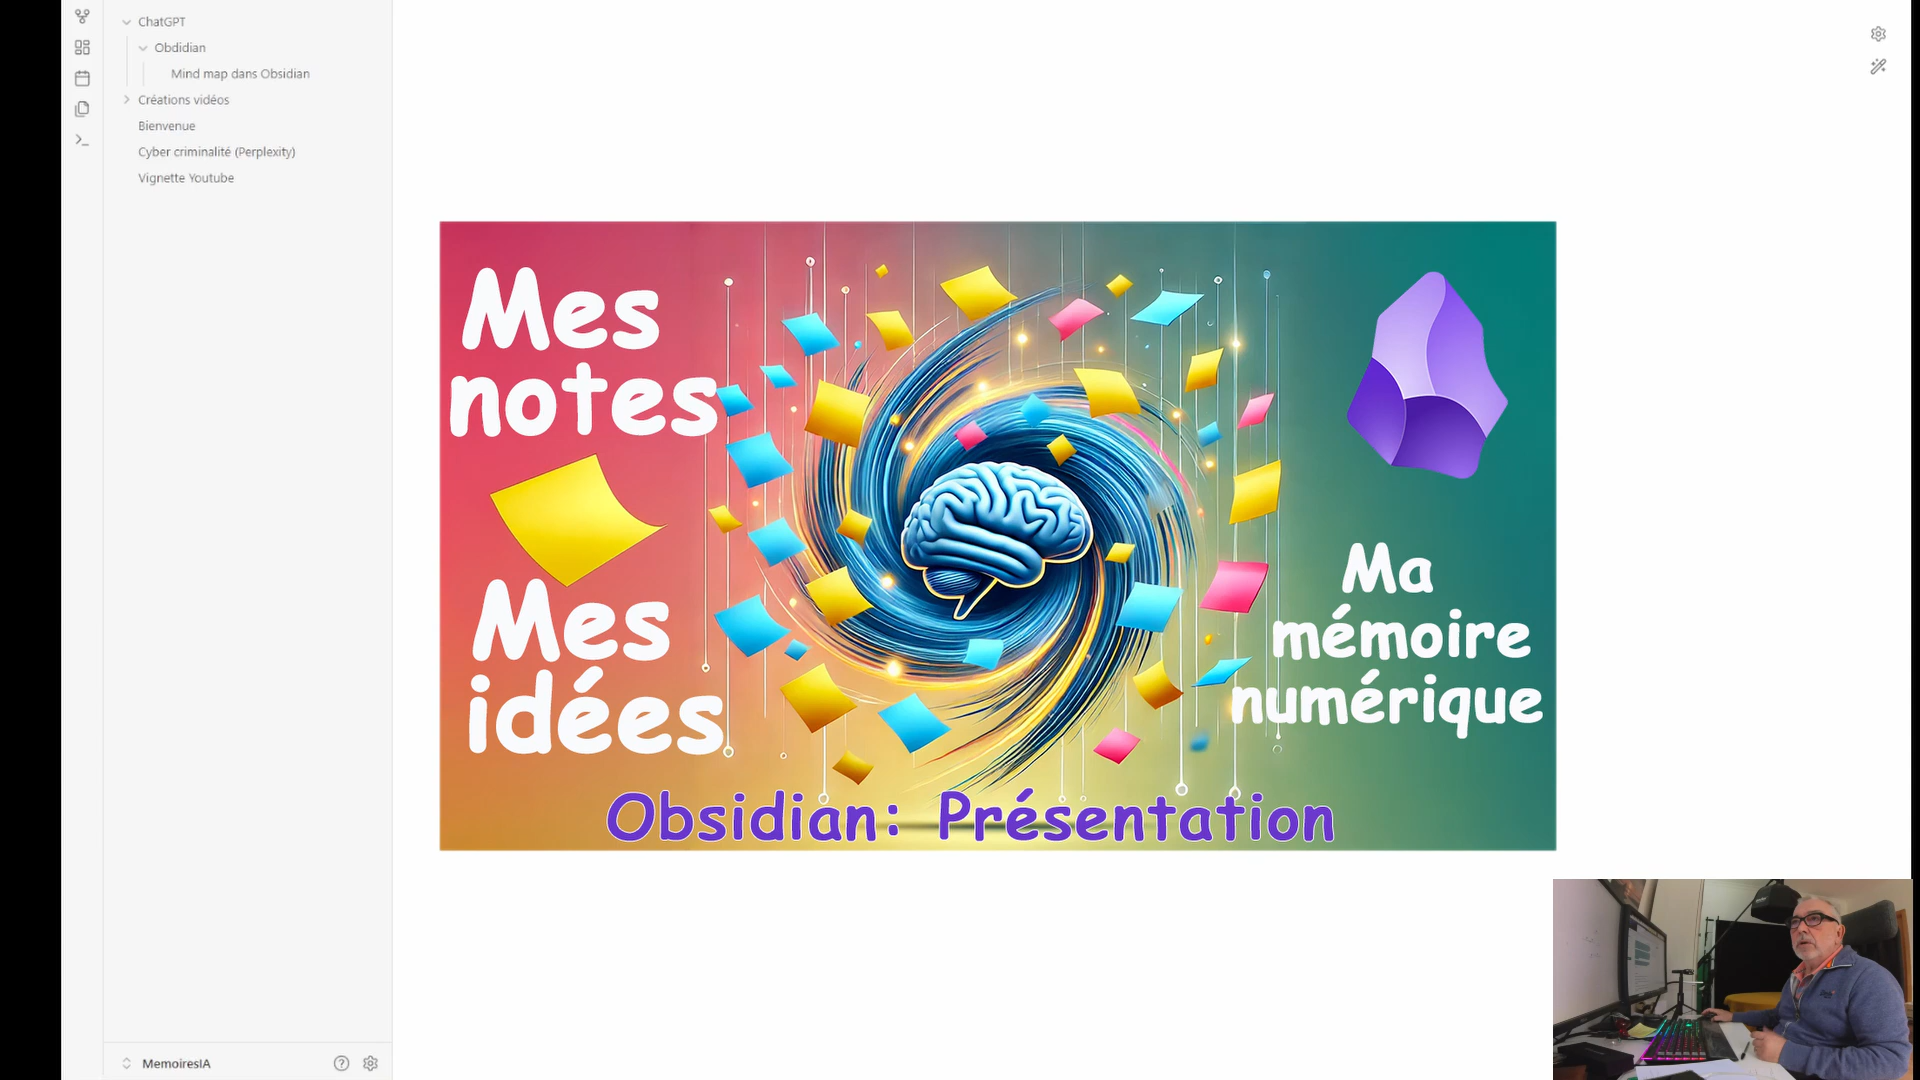 ChatGPT
Obdidian
Mind map dans Obsidian
Créations vidéos
Bienvenue
Cyber criminalité (Perplexity)
Vignette Youtube
Mes
notes
Mes
idées
Ma
mémoire
numérique
Obsidian: Présentation
MemoiresIA